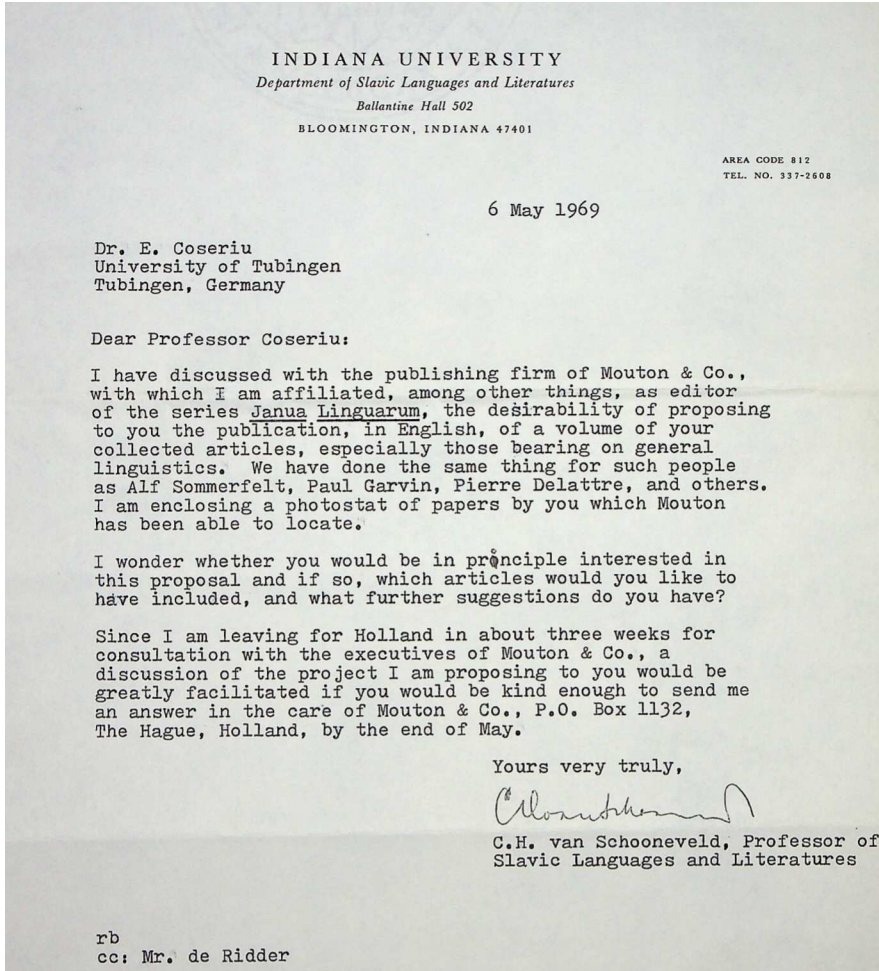 INDIANA UNIVERSITY
Department of Slavic Languages and Literatures
Ballantine Hall 502
BLOOMINGTON, INDIANA 47401
AREA CODE 812
TEL. NO. 337-2608
6 May 1969
Dr. E. Coseriu
University of Tubingen
Tubingen, Germany
Dear Professor Coseriu:
I have discussed with the publishing firm of Mouton & Co.,
with which I am affiliated, among other things, as editor
of the series Janua Linguarum, the desirability of proposing
to you the publication, in English, of a volume of your
collected articles, especially those bearing on general
linguistics. We have done the same thing for such people
as Alf Sommerfelt, Paul Garvin, Pierre Delattre, and others.
I am enclosing a photostat of papers by you which Mouton
has been able to locate.
I wonder whether you would be in principle interested in
this proposal and if so, which articles would you like to
have included, and what further suggestions do you have?
Since I am leaving for Holland in about three weeks for
consultation with the executives of Mouton & Co., a
discussion of the project I am proposing to you would be
greatly facilitated if you would be kind enough to send me
an answer in the care of Mouton & Co., P.O. Box 1132,
The Hague, Holland, by the end of May.
Yours very truly,
C.H. van Schooneveld, Professor of
Slavic Languages and Literatures
rb
cc: Mr. de Ridder